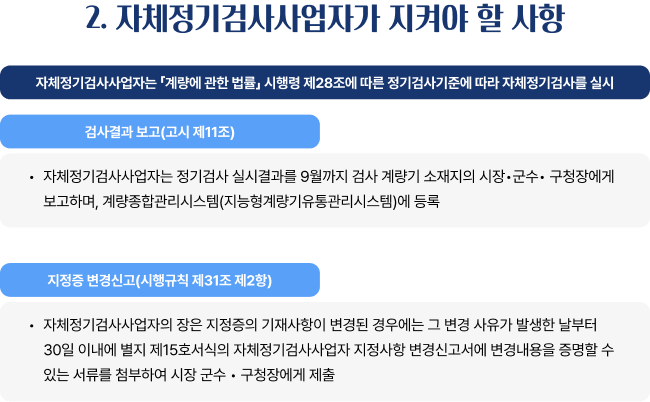 2. 자체정기검사사업자가 지켜야 할 사항
자체정기검사사업자는 「계량에 관한 법률」 시행령 제28조에 따른 정기검사기준에 따라 자체정기검사를 실시
검사결과 보고(고시 제11조)
• 자체정기검사사업자는 정기검사 실시결과를 9월까지 검사 계량기 소재지의 시장•군수• 구청장에게
보고하며, 계량종합관리시스템(지능형계량기유통관리시스템)에 등록
지정증 변경신고(시행규칙 제31조 제2항)
• 자체정기검사사업자의 장은 지정증의 기재사항이 변경된 경우에는 그 변경 사유가 발생한 날부터
30일 이내에 별지 제15호서식의 자체정기검사사업자 지정사항 변경신고서에 변경내용을 증명할 수
있는 서류를 첨부하여 시장 군수 • 구청장에게 제출